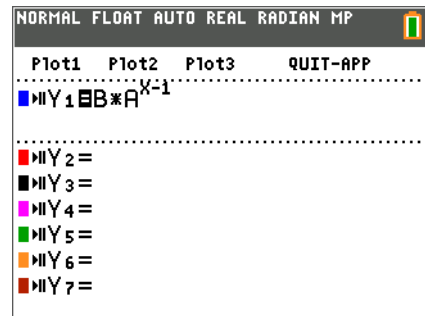 NORMAL FLOAT AUTO REAL RADIAN MP
Plot1 Plot2 Plot3 QUIT-APP
Y1=B*A^X-1
Y2=
Y3=
Y4=
Y5=
Y6=
Y7=